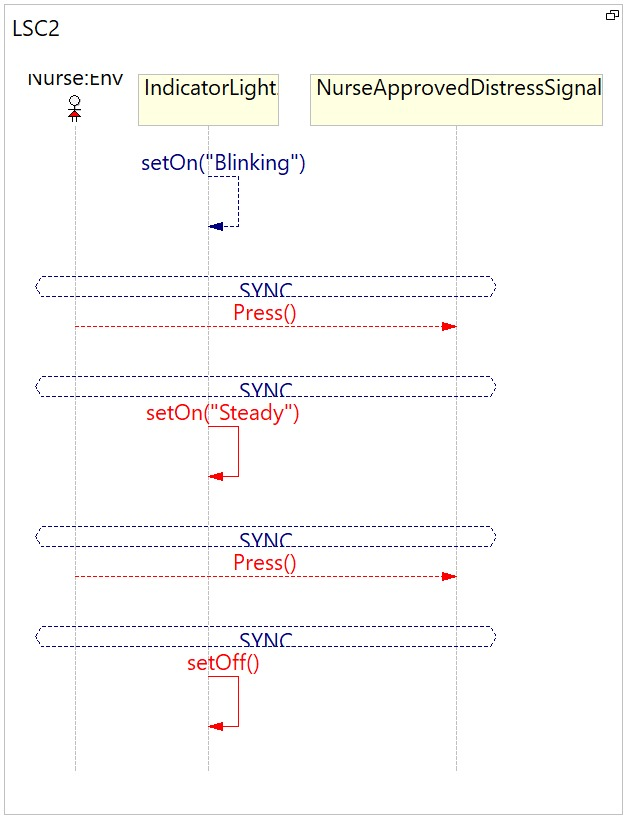 LSC2
Nurse:Env
IndicatorLight
NurseApprovedDistressSignal
setOn("Blinking")
SYNC
Press()
SYNC
setOn("Steady")
SYNC
Press()
SYNC
setOff()